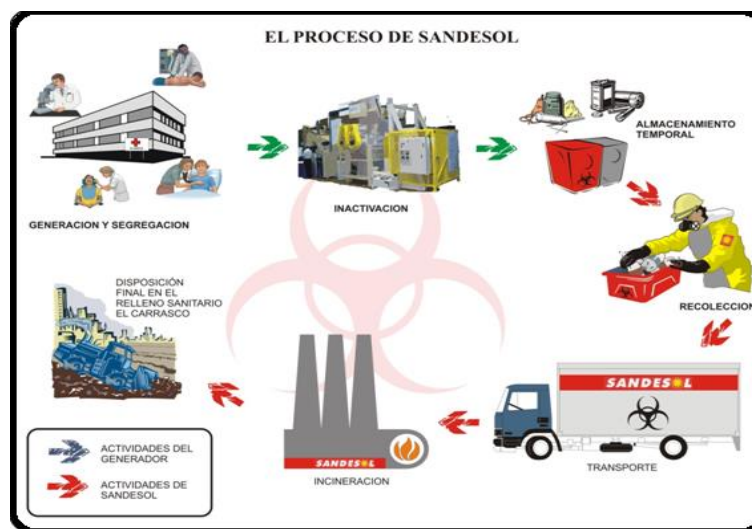 EL PROCESO DE SANDESOL
GENERACION Y SEGREGACION
INACTIVACION
ALMACENAMIENTO
TEMPORAL
RECOLECCION
SANDESOL
TRANSPORTE
SANDESOL
INCINERACION
DISPOSICIÓN
FINAL EN EL
RELLENO SANITARIO
EL CARRASCO
ACTIVIDADES DEL
GENERADOR
ACTIVIDADES DE
SANDESOL